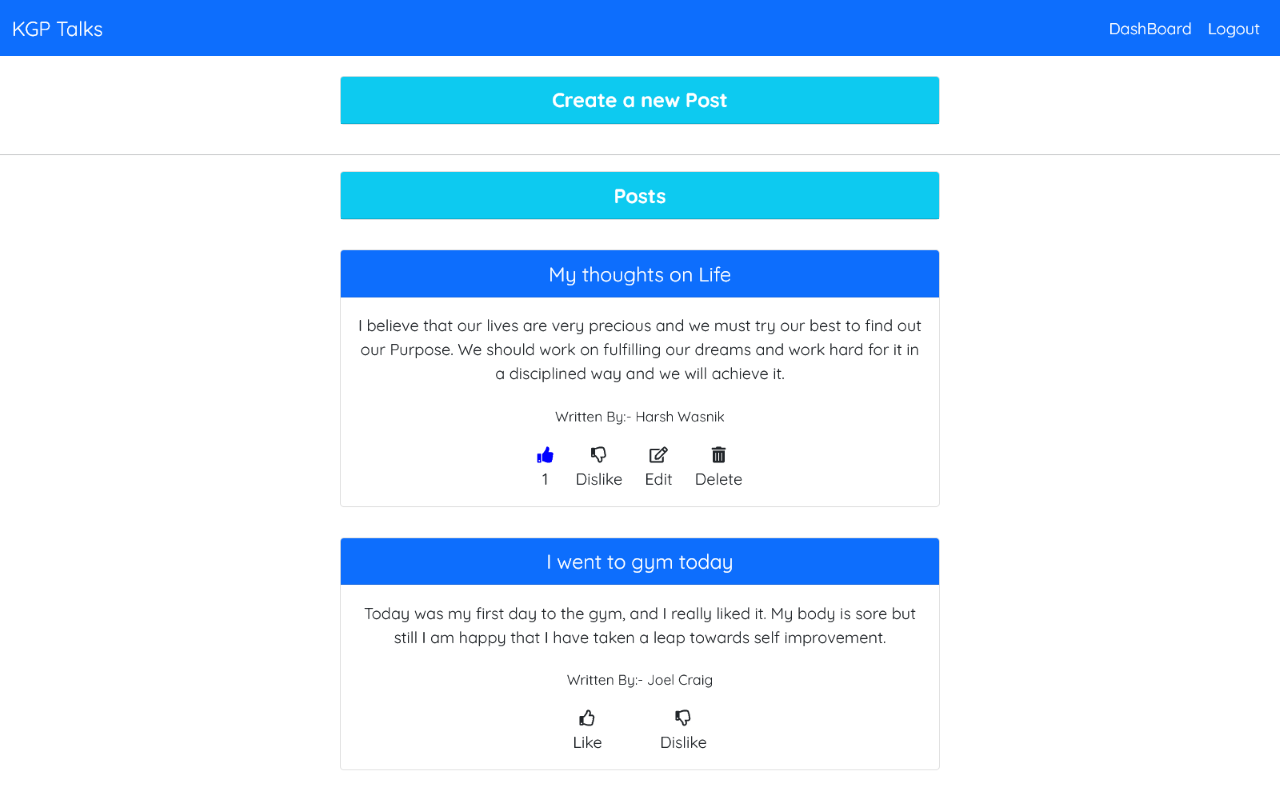 KGP Talks
DashBoard
Logout
Create a new Post
Posts
My thoughts on Life
I believe that our lives are very precious and we must try our best to find out
our Purpose. We should work on fulfilling our dreams and work hard for it in
a disciplined way and we will achieve it.
Written By:- Harsh Wasnik
1
Dislike
Edit
Delete
I went to gym today
Today was my first day to the gym, and I really liked it. My body is sore but
still I am happy that I have taken a leap towards self improvement.
Written By:- Joel Craig
Like
Dislike